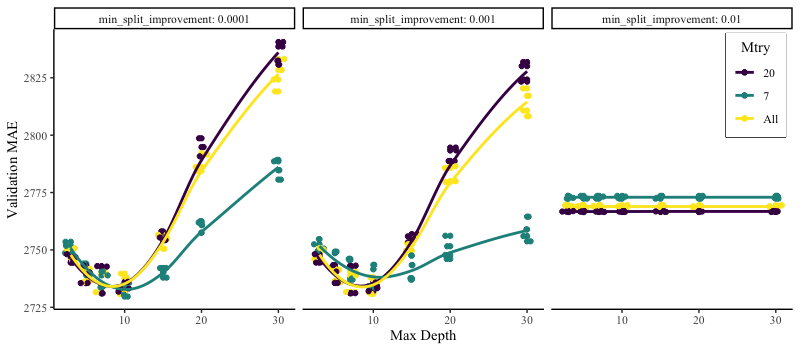 min_split_improvement: 0.0001
min_split_improvement: 0.001
min_split_improvement: 0.01
Mtry
20
7
All
Validation MAE
2825
2800
2775
2750
2725
10 20 30
10 20 30
10 20 30
Max Depth